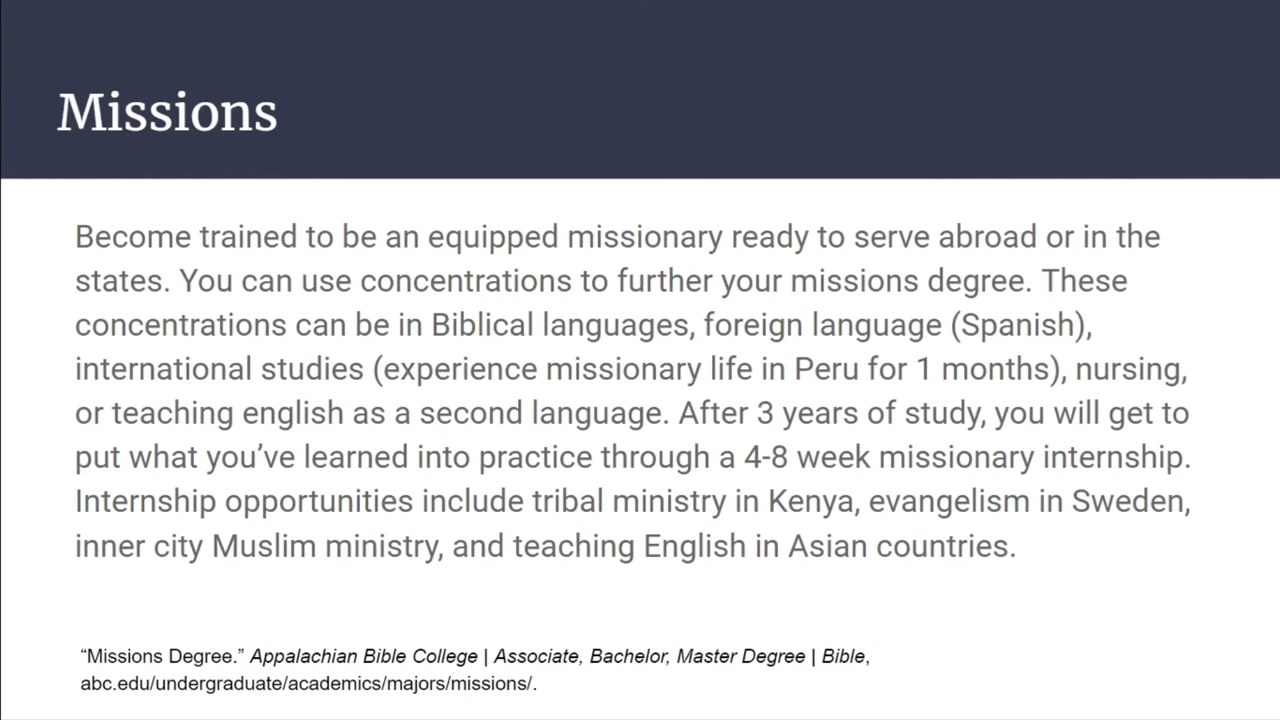 Missions
Become trained to be an equipped missionary ready to serve abroad or in the
states. You can use concentrations to further your missions degree. These
concentrations can be in Biblical languages, foreign language (Spanish),
international studies (experience missionary life in Peru for 1 months), nursing,
or teaching english as a second language. After 3 years of study, you will get to
put what you’ve learned into practice through a 4-8 week missionary internship.
Internship opportunities include tribal ministry in Kenya, evangelism in Sweden,
inner city Muslim ministry, and teaching English in Asian countries.
“Missions Degree.” Appalachian Bible College | Associate, Bachelor, Master Degree | Bible,
abc.edu/undergraduate/academics/majors/missions/.